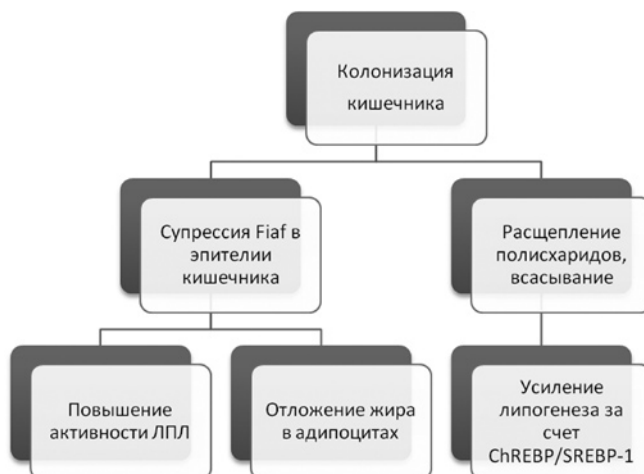 Колонизация
кишечника
Супрессия Fiaf в
эпителии
кишечника
Расщепление
полисхаридов,
всасывание
Повышение
активности ЛПЛ
Отложение жира
в адипоцитах
Усиление
липогенеза за
счет
ChREBP/SREBP-1